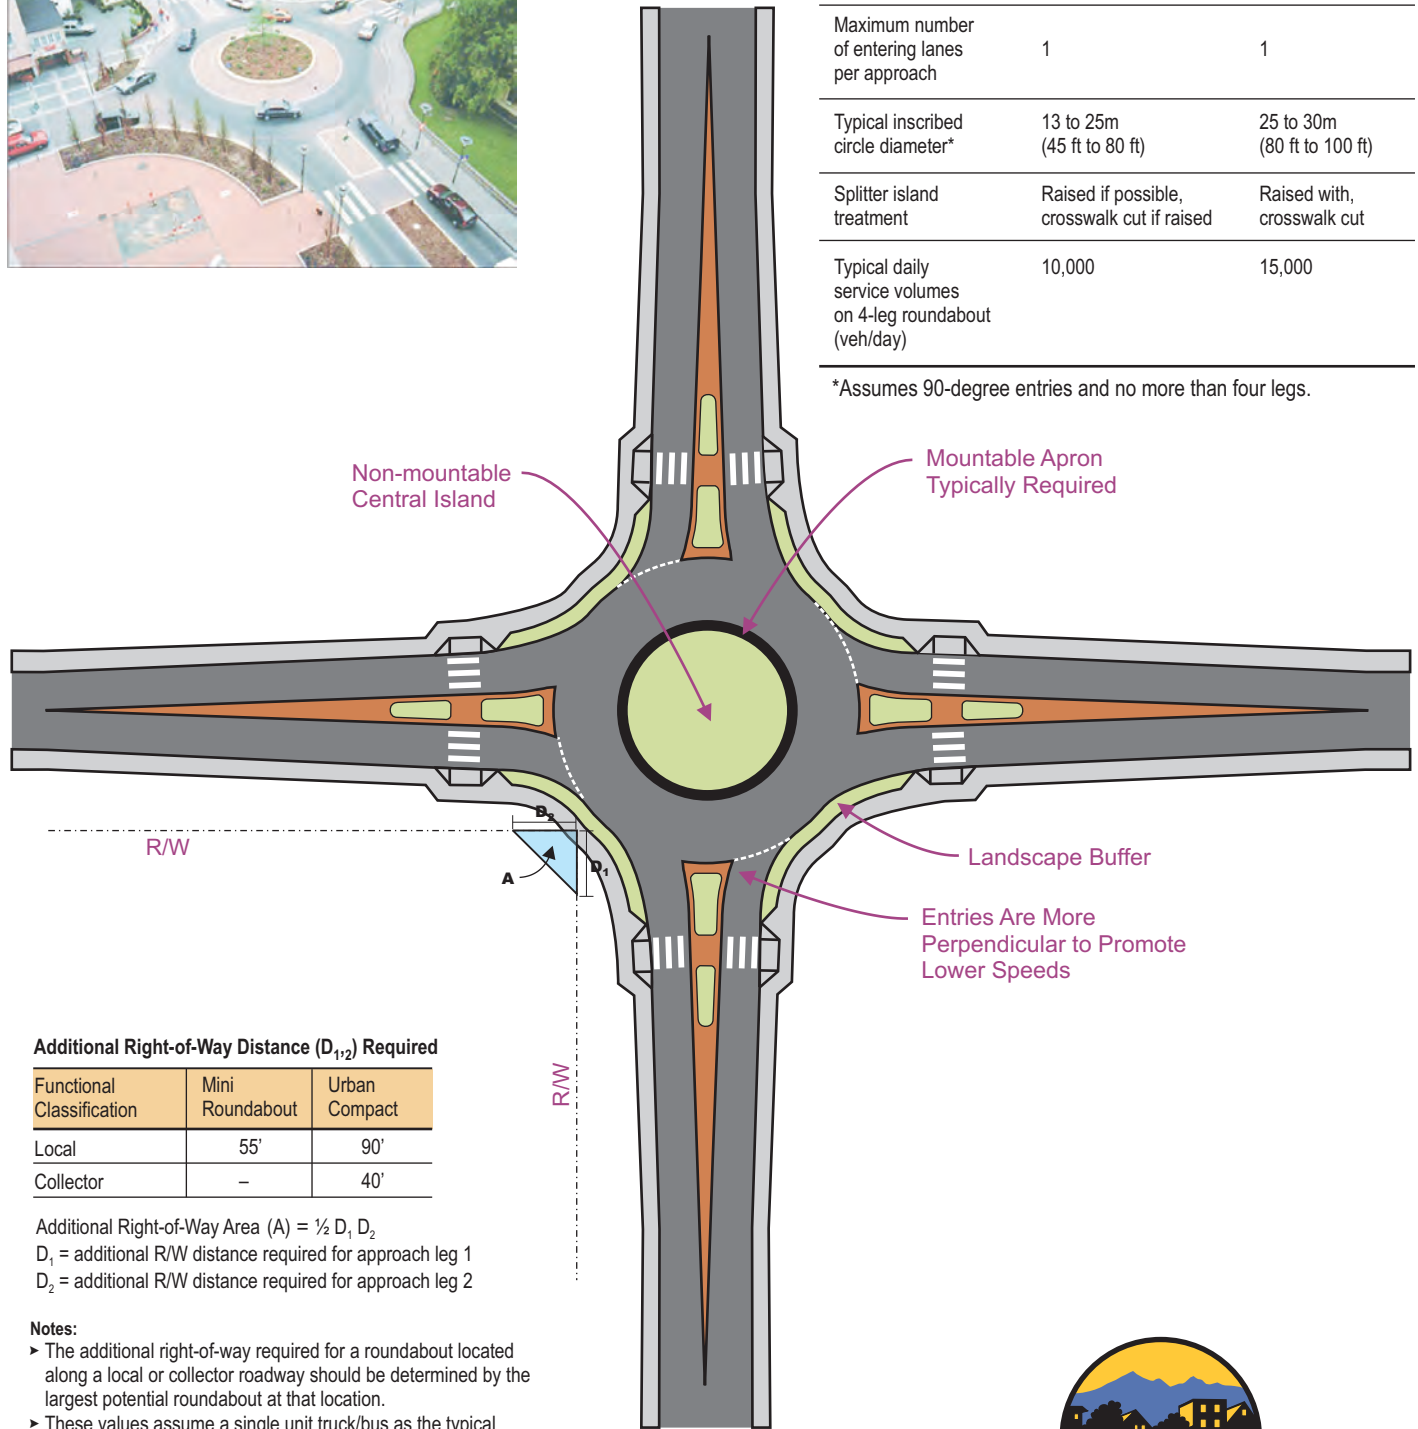 Maximum number
of entering lanes 1 1
per approach
Typical inscribed 13 to 25m 25 to 30m
circle diameter* (45 ft to 80 ft) (80 ft to 100 ft)
Splitter island Raised if possible, Raised with,
treatment crosswalk cut if raised crosswalk cut
Typical daily 10,000 15,000
service volumes
on 4-leg roundabout
(veh/day)
*Assumes 90-degree entries and no more than four legs.
Non-mountable
Central Island
Mountable Apron
Typically Required
D₂
R/W
D₁
A
Landscape Buffer
Entries Are More
Perpendicular to Promote
Lower Speeds
R/W
Additional Right-of-Way Distance (D₁,₂) Required
Functional Mini Urban
Classification Roundabout Compact
Local 55’ 90’
Collector – 40’
Additional Right-of-Way Area (A) = ½ D₁ D₂
D₁ = additional R/W distance required for approach leg 1
D₂ = additional R/W distance required for approach leg 2
Notes:
➤ The additional right-of-way required for a roundabout located
along a local or collector roadway should be determined by the
largest potential roundabout at that location.
➤ These values assume a single unit truck/bus as the typical